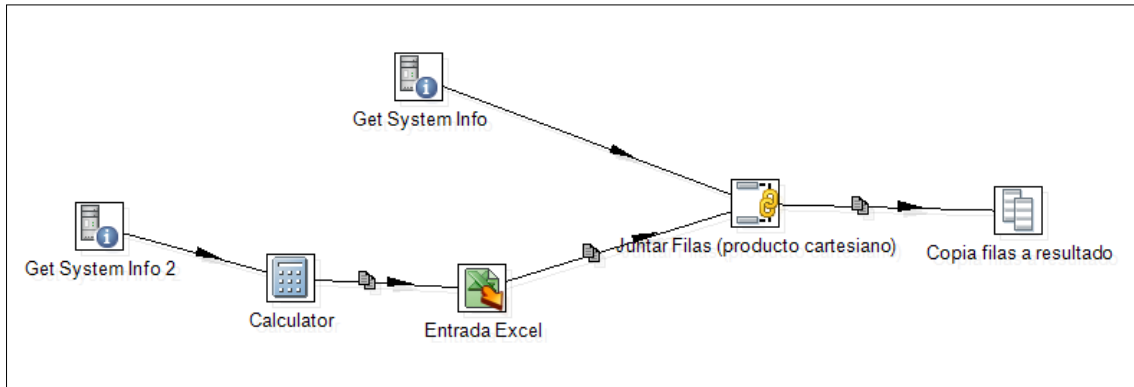 Get System Info
Get System Info 2
Juntar Filas (producto cartesiano)
Copia filas a resultado
Calculator
Entrada Excel